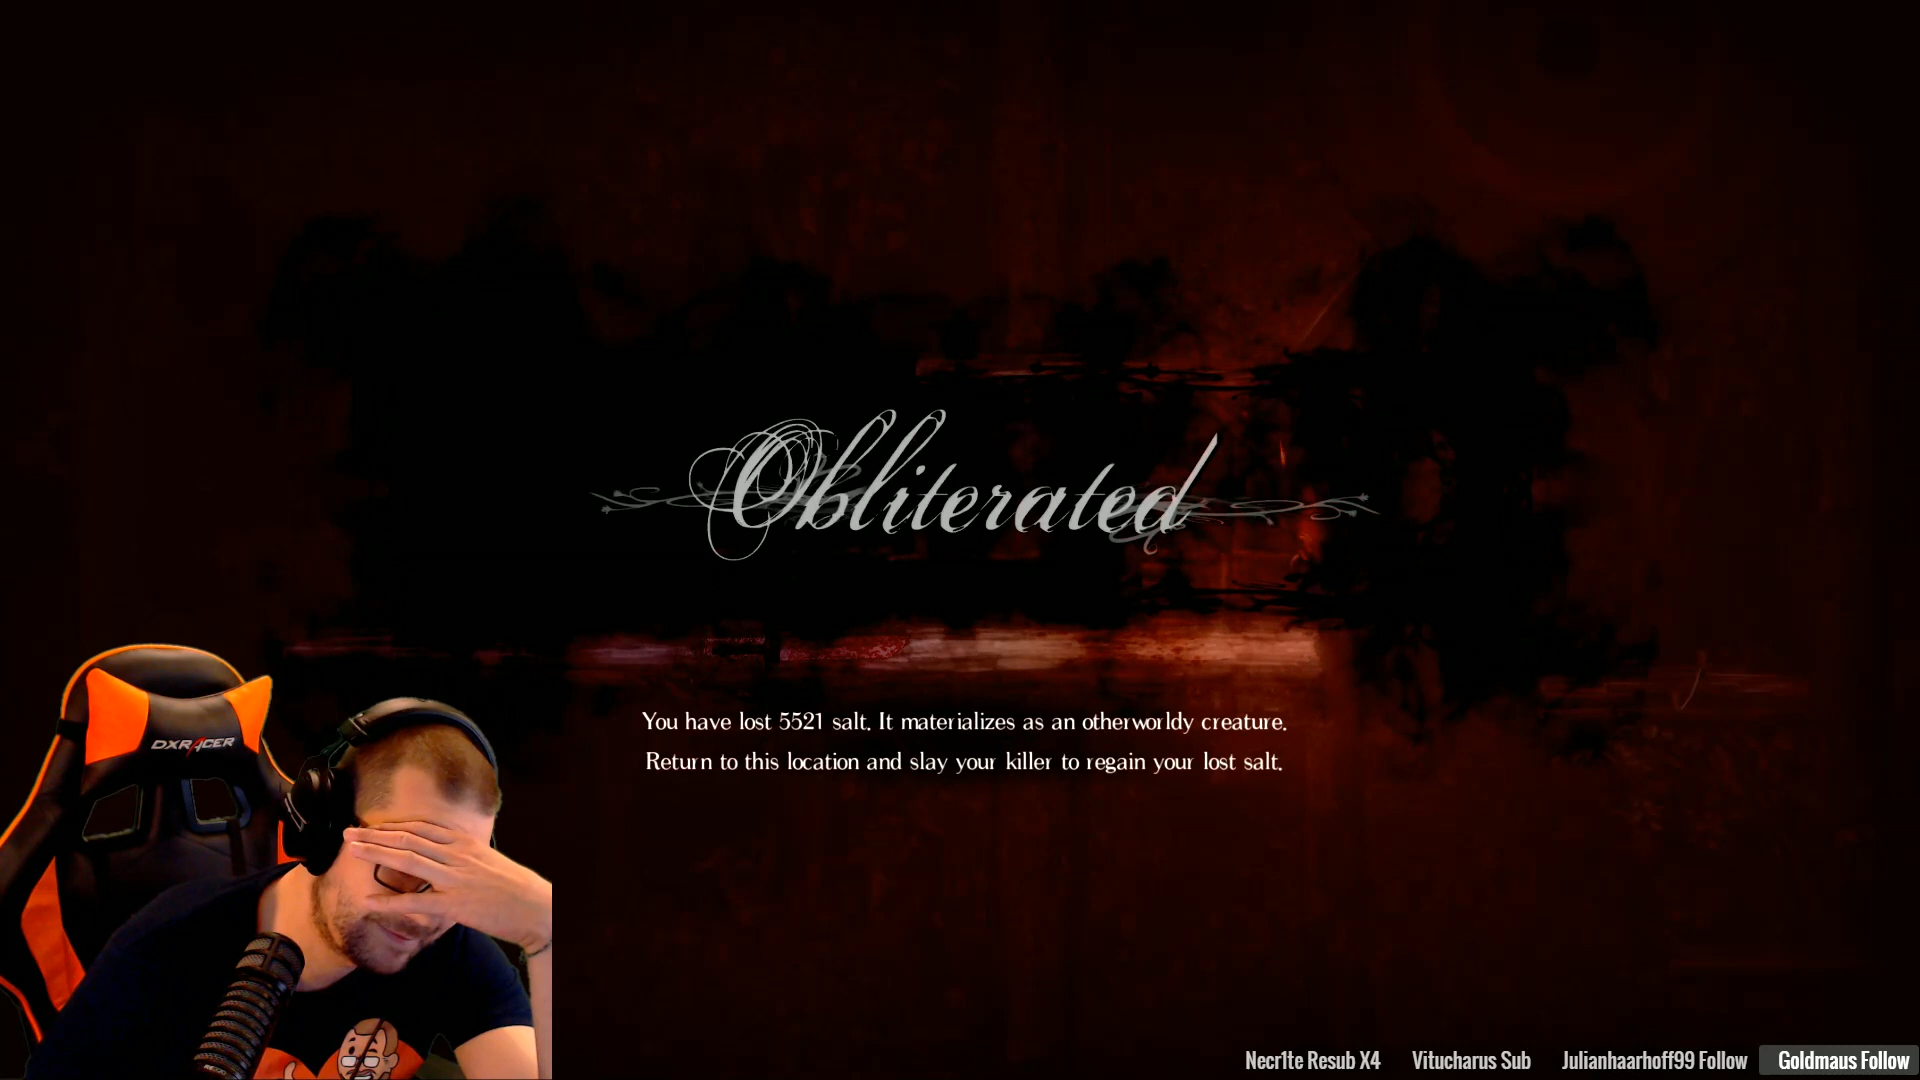 Obliterated
You have lost 5521 salt. It materializes as an otherworldly creature.
Return to this location and slay your killer to regain your lost salt.
DXRACER
Necr1te Resub X4 Vitucharus Sub Julianhaarhoff99 Follow Goldmaus Follow